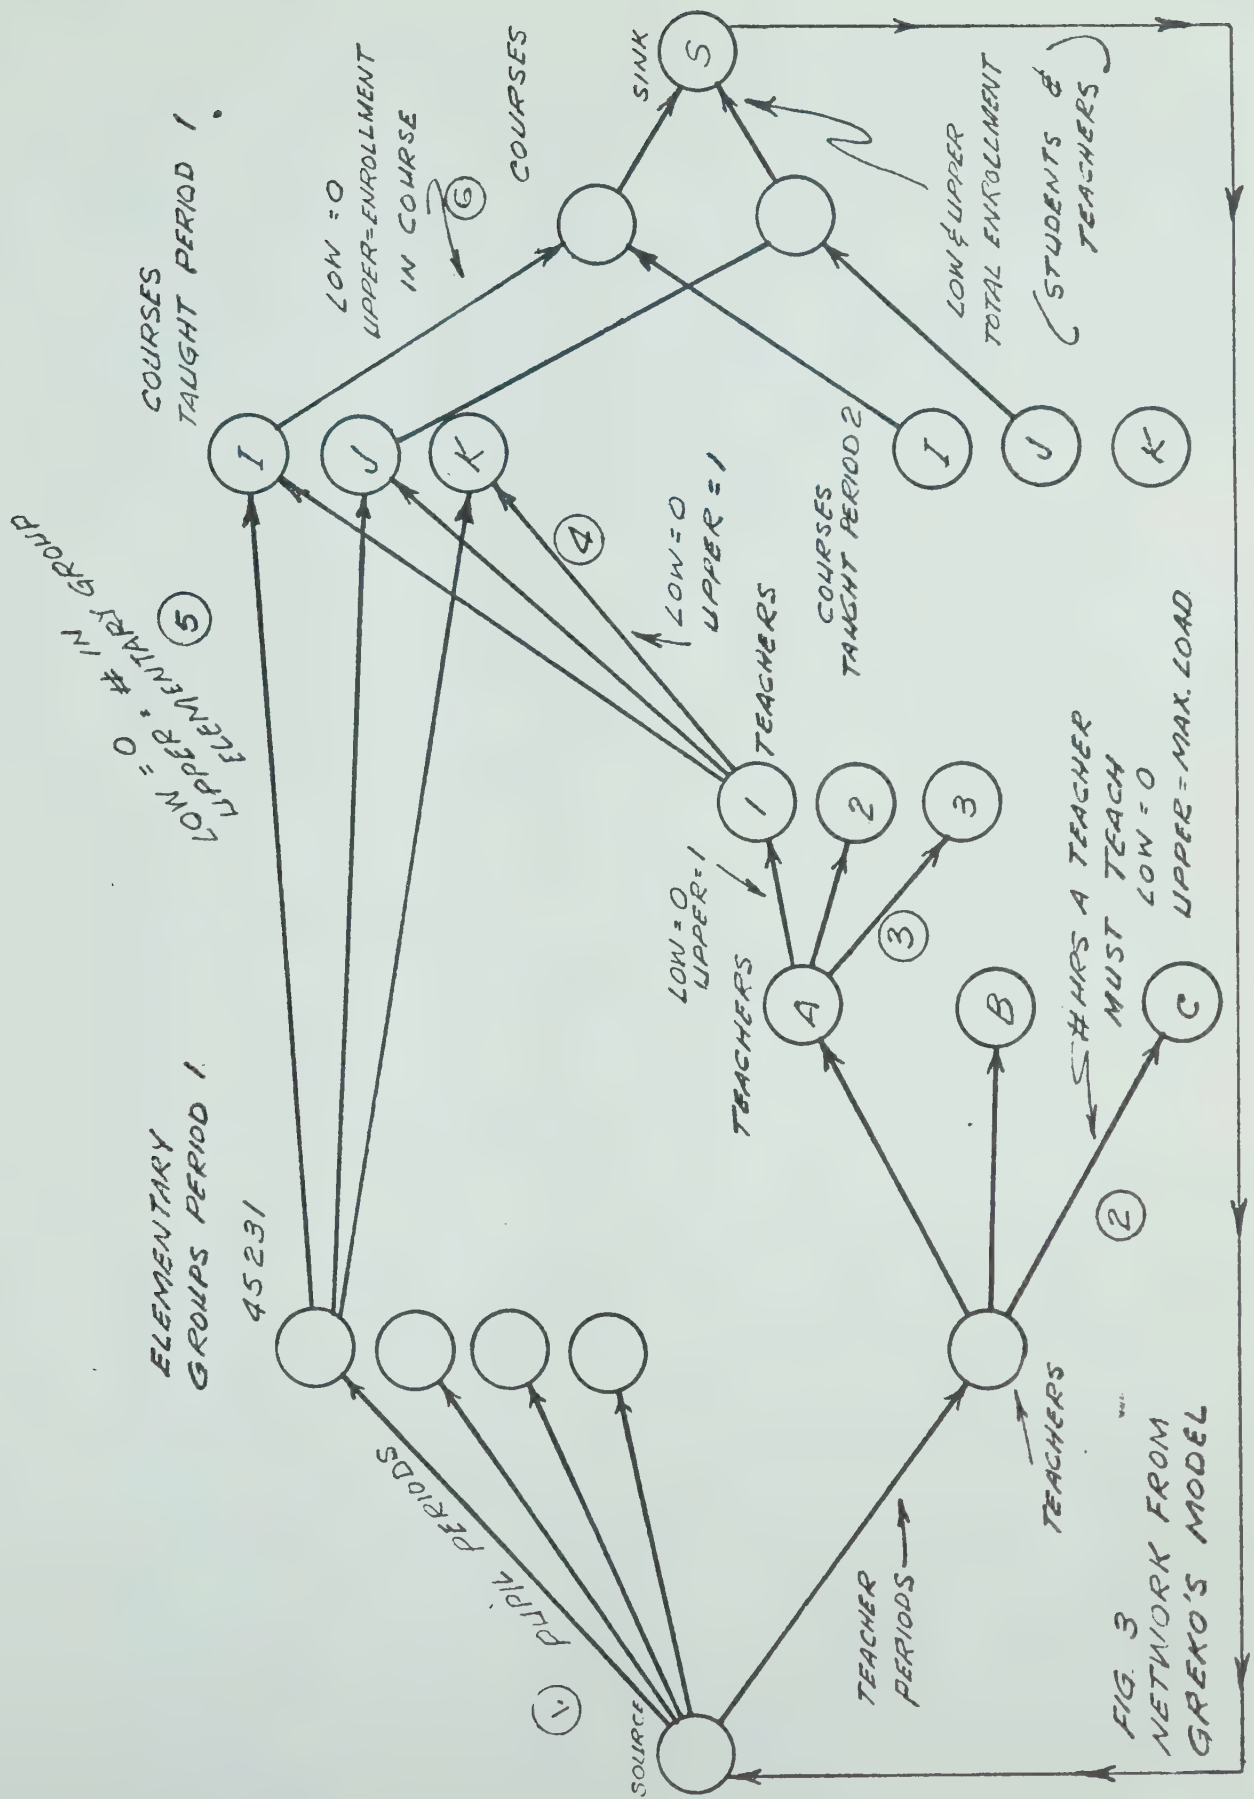 ELEMENTARY
GROUPS PERIOD 1.
45231
LOW = 0
UPPER = # IN
ELEMENTARY GROUP
5
COURSES
TAUGHT PERIOD 1.
I
J
K
LOW = 0
UPPER = ENROLLMENT
IN COURSE
6
COURSES
SINK
S
1.
PUPIL PERIODS
SOURCE
TEACHER
PERIODS
TEACHERS
2
TEACHERS
A
B
C
LOW = 0
UPPER = 1
3
1
2
3
TEACHERS
4
LOW = 0
UPPER = 1
# HRS A TEACHER
MUST TEACH
LOW = 0
UPPER = MAX. LOAD
COURSES
TAUGHT PERIOD 2
I
J
K
LOW & UPPER
TOTAL ENROLLMENT
(STUDENTS &
TEACHERS)
FIG. 3
NETWORK FROM
GREKO'S MODEL